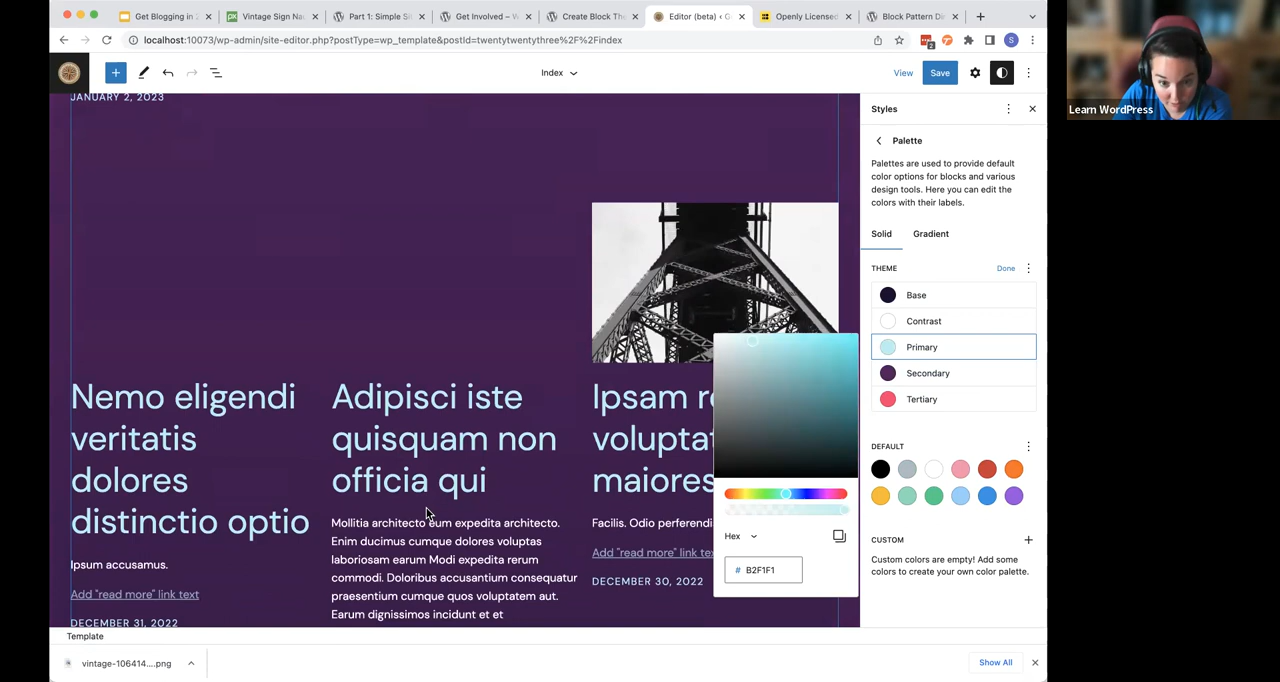 Get Blogging in 2
Vintage Sign Nau
Part 1: Simple Si
Get Involved – W
Create Block The
Editor (beta) ‹ G
Openly Licensed
Block Pattern Di
localhost:10073/wp-admin/site-editor.php?postType=wp_template&postId=twentytwentythree%2F%2Findex
2
S
Index
View
Save
JANUARY 2, 2023
Nemo eligendi
veritatis
dolores
distinctio optio
Ipsum accusamus.
Add "read more" link text
DECEMBER 31, 2022
Adipisci iste
quisquam non
officia qui
Mollitia architecto eum expedita architecto.
Enim ducimus cumque dolores voluptas
laboriosam earum Modi expedita rerum
commodi. Doloribus accusantium consequatur
praesentium cumque quos voluptatem aut.
Earum dignissimos incidunt et et
Ipsam r
voluptat
maiores
Facilis. Odio perferendi
Add "read more" link te
DECEMBER 30, 2022
Hex
# B2F1F1
Styles
Palette
Palettes are used to provide default
color options for blocks and various
design tools. Here you can edit the
colors with their labels.
Solid
Gradient
THEME
Done
Base
Contrast
Primary
Secondary
Tertiary
DEFAULT
CUSTOM
Custom colors are empty! Add some
colors to create your own color palette.
Template
vintage-106414....png
Show All
Learn WordPress